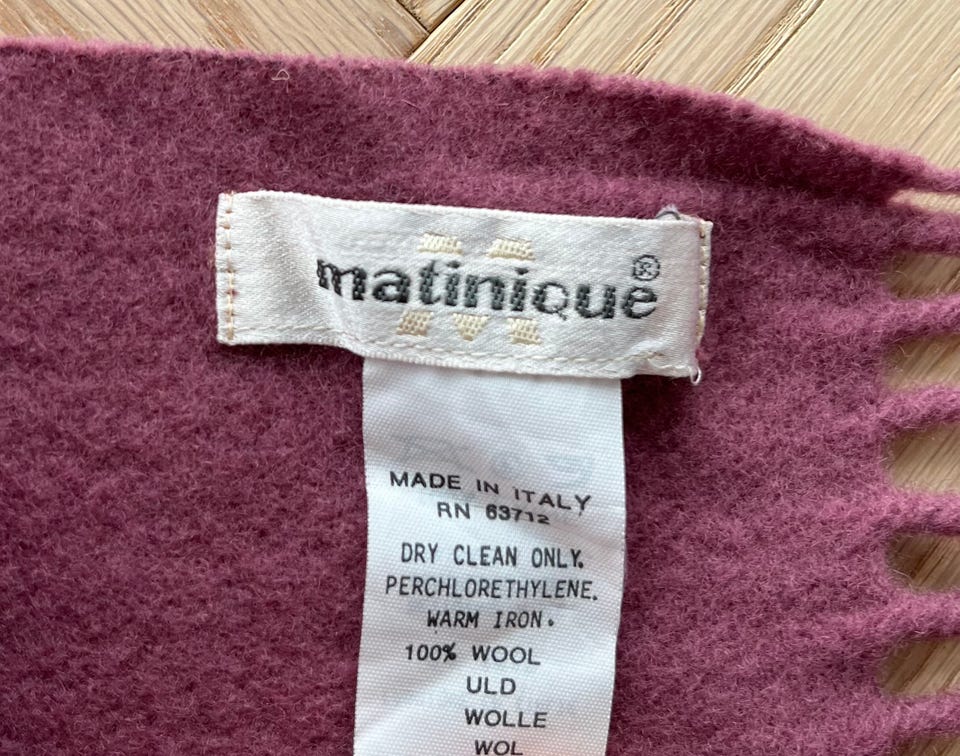 matinique®
MADE IN ITALY
RN 63712
DRY CLEAN ONLY.
PERCHLORETHYLENE.
WARM IRON.
100% WOOL
ULD
WOLLE
WOL